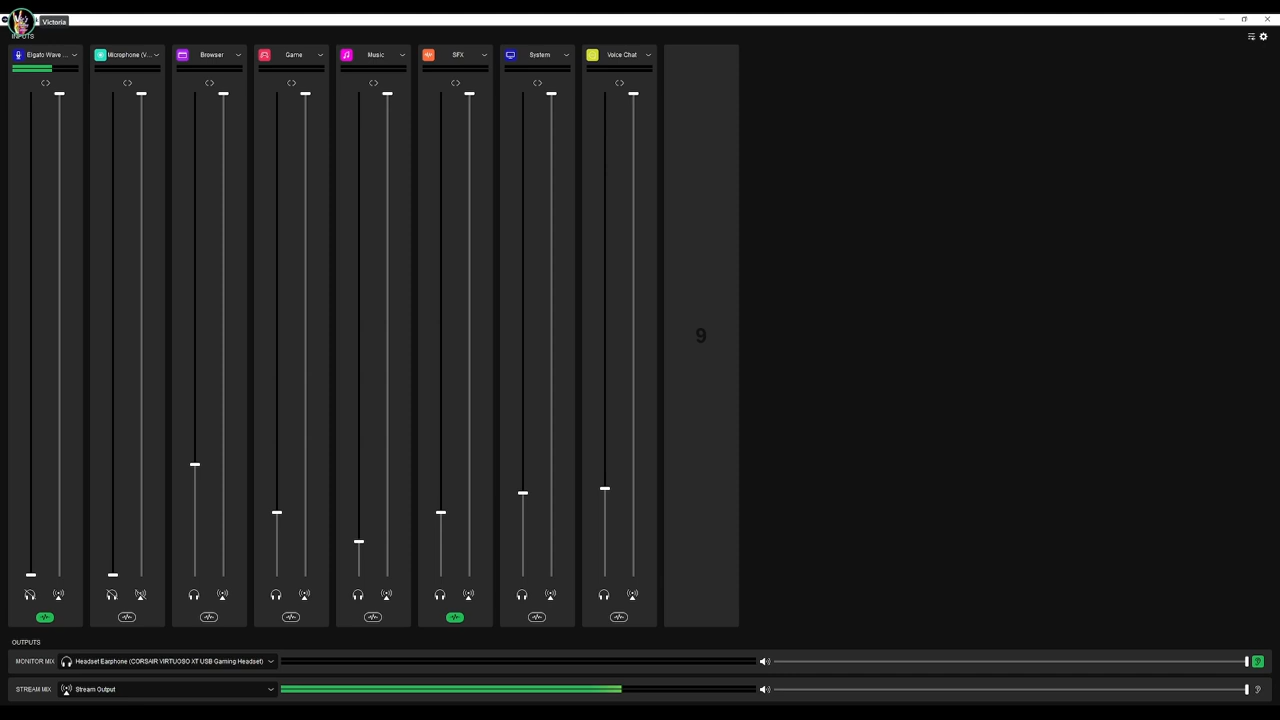 Victoria
INPUTS
Elgato Wave ...
Microphone (V...
Browser
Game
Music
SFX
System
Voice Chat
9
OUTPUTS
MONITOR MIX
Headset Earphone (CORSAIR VIRTUOSO XT USB Gaming Headset)
STREAM MIX
Stream Output